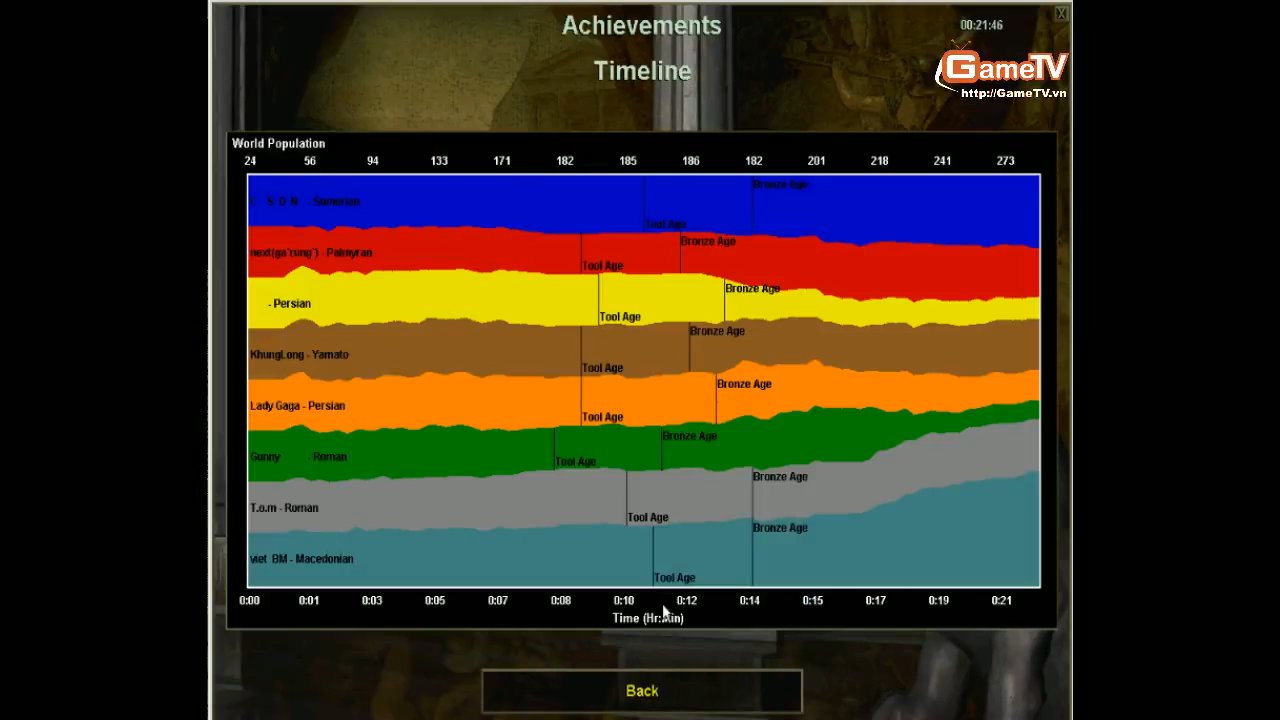 Achievements
00:21:46
Timeline
GameTV
http://GameTV.vn
World Population
24 56 94 133 171 182 185 186 182 201 218 241 273
Bronze Age
S O N - Sumerian
Tool Age
Bronze Age
next(ga`rung`) - Palmyran
Tool Age
Bronze Age
- Persian
Tool Age
Bronze Age
KhungLong - Yamato
Tool Age
Bronze Age
Lady Gaga - Persian
Tool Age
Bronze Age
Gunny - Roman
Tool Age
Bronze Age
T.o.m - Roman
Tool Age
Bronze Age
viet BM - Macedonian
Tool Age
0:00 0:01 0:03 0:05 0:07 0:08 0:10 0:12 0:14 0:15 0:17 0:19 0:21
Time (Hr:Min)
Back